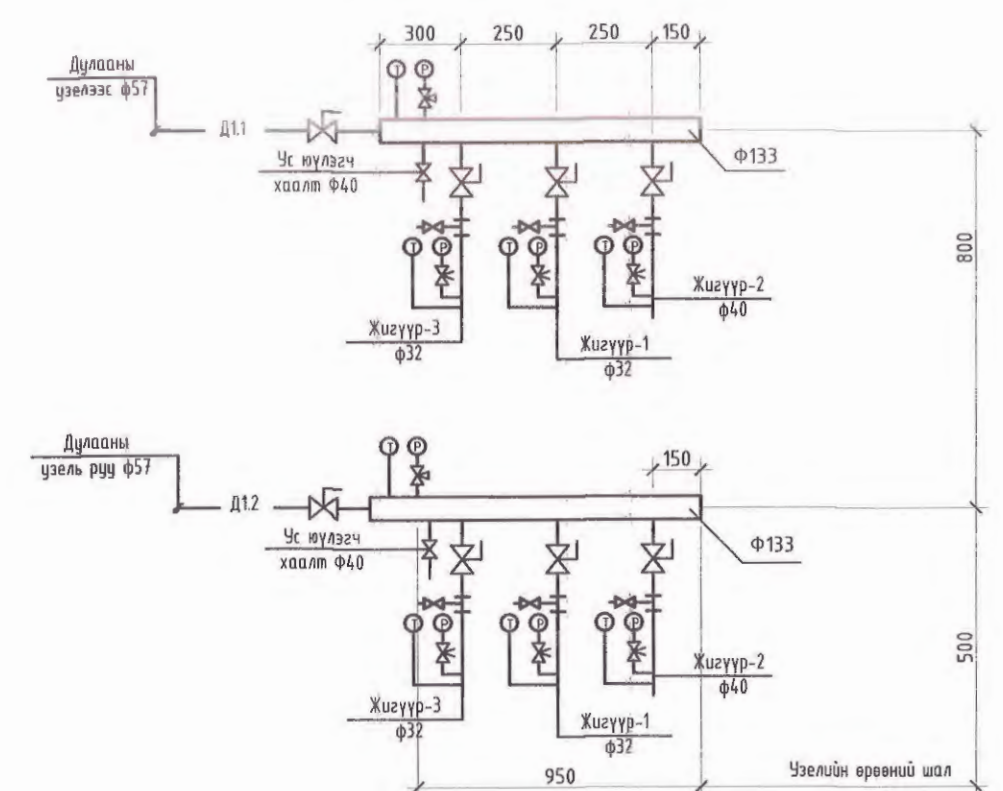 300
250
250
150
Дулааны
узелээс ф57
Т
Р
Д1.1
Ф133
Ус юүлэгч
хаалт Ф40
Т
Р
Т
Р
Т
Р
800
Жигүүр-2
ф40
Жигүүр-3
ф32
Жигүүр-1
ф32
Дулааны
узель руу ф57
Т
Р
150
Д1.2
Ф133
Ус юүлэгч
хаалт Ф40
Т
Р
Т
Р
Т
Р
500
Жигүүр-2
ф40
Жигүүр-3
ф32
Жигүүр-1
ф32
950
Узелийн өрөөний шал